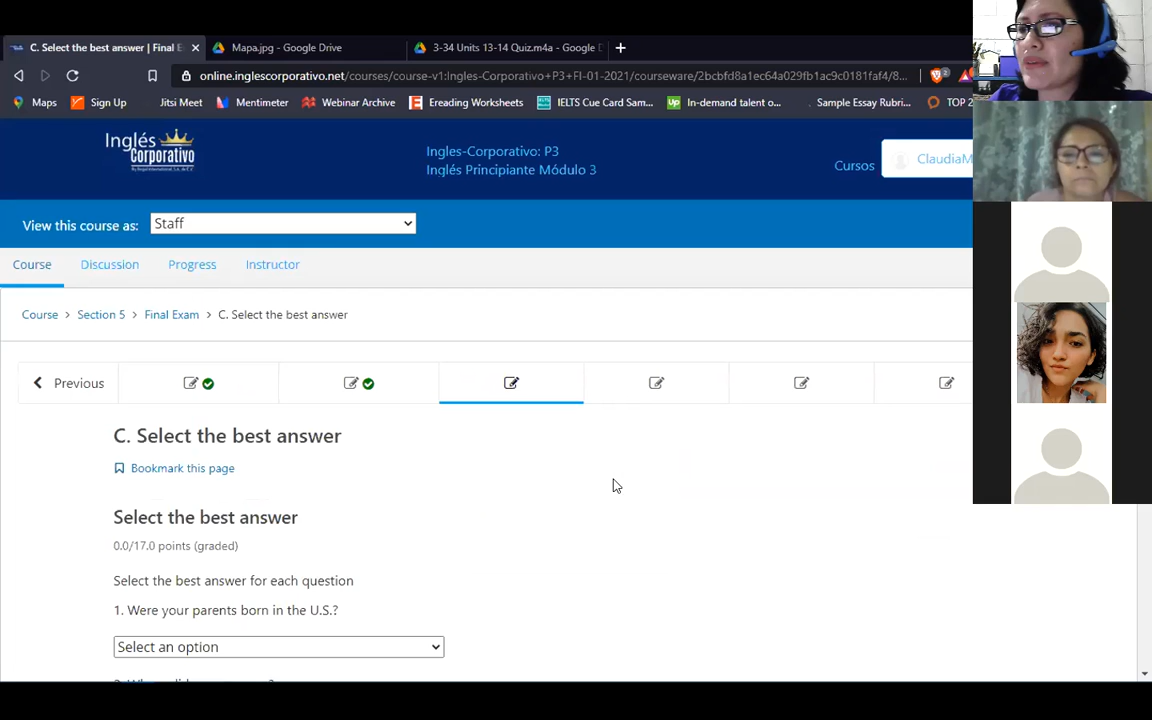 C. Select the best answer | Final E
Mapa.jpg - Google Drive
3-34 Units 13-14 Quiz.m4a - Google D
online.inglescorporativo.net/courses/course-v1:Ingles-Corporativo+P3+FI-01-2021/courseware/2bcbfd8a1ec64a029fb1ac9c0181faf4/8...
2
Maps
Sign Up
Jitsi Meet
Mentimeter
Webinar Archive
Ereading Worksheets
IELTS Cue Card Sam...
In-demand talent o...
Sample Essay Rubri...
TOP 2
Inglés
Corporativo
Ingles-Corporativo: P3
Inglés Principiante Módulo 3
Cursos
ClaudiaM
View this course as:
Staff
Course
Discussion
Progress
Instructor
Course > Section 5 > Final Exam > C. Select the best answer
Previous
C. Select the best answer
Bookmark this page
Select the best answer
0.0/17.0 points (graded)
Select the best answer for each question
1. Were your parents born in the U.S.?
Select an option